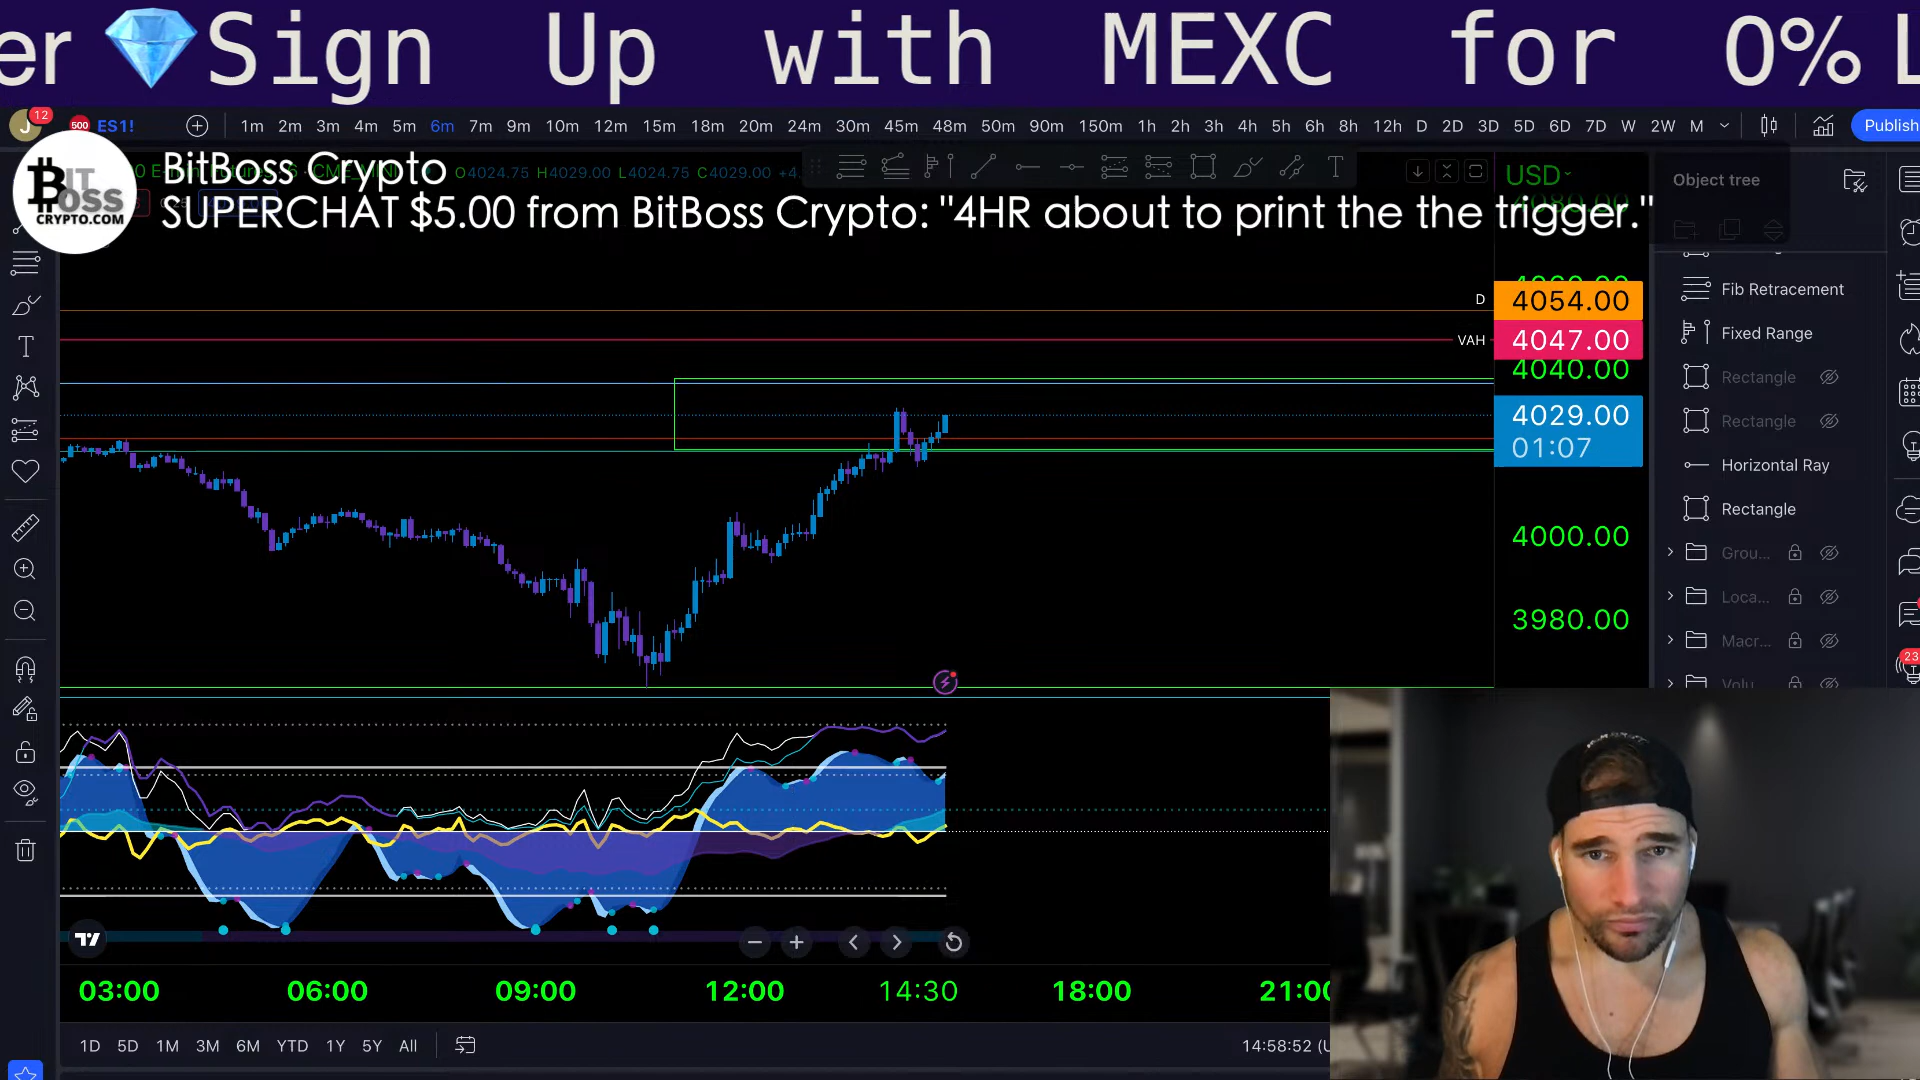 er 💎Sign Up with MEXC for 0% L
J 12 500 ES1! 1m 2m 3m 4m 5m 6m 7m 9m 10m 12m 15m 18m 20m 24m 30m 45m 48m 50m 90m 150m 1h 2h 3h 4h 5h 6h 8h 12h D 2D 3D 5D 6D 7D W 2W M Publish
BIT BOSS CRYPTO.COM
BitBoss Crypto
O4024.75 H4029.00 L4024.75 C4029.00
USD
Object tree
SUPERCHAT $5.00 from BitBoss Crypto: "4HR about to print the the trigger."
D 4054.00
VAH 4047.00
4040.00
4029.00
01:07
4000.00
3980.00
Fib Retracement
Fixed Range
Rectangle
Rectangle
Horizontal Ray
Rectangle
Grou...
Loca...
Macr...
Volu
23
03:00 06:00 09:00 12:00 14:30 18:00 21:00
1D 5D 1M 3M 6M YTD 1Y 5Y All
14:58:52 (U